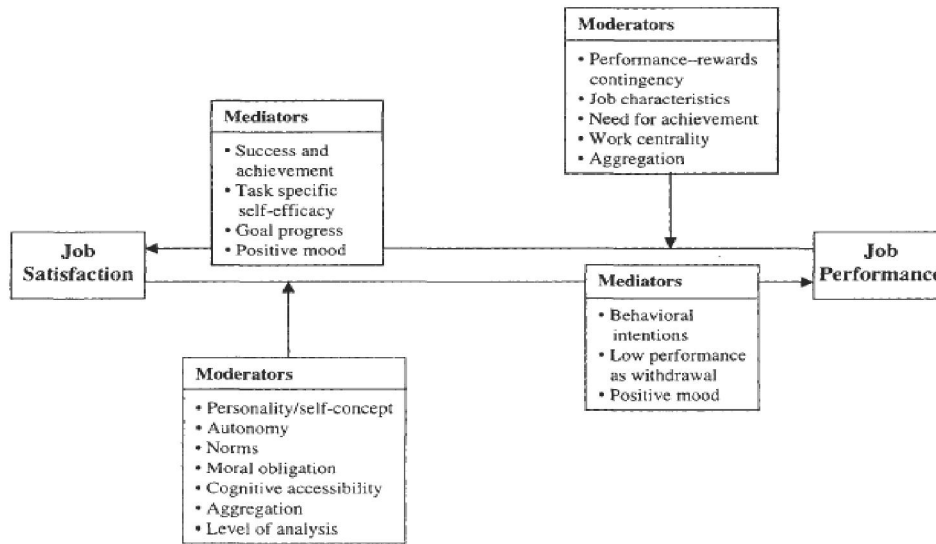 Moderators
• Performance–rewards
contingency
• Job characteristics
• Need for achievement
• Work centrality
• Aggregation
Mediators
• Success and
achievement
• Task specific
self-efficacy
• Goal progress
• Positive mood
Job
Satisfaction
Job
Performance
Mediators
• Behavioral
intentions
• Low performance
as withdrawal
• Positive mood
Moderators
• Personality/self-concept
• Autonomy
• Norms
• Moral obligation
• Cognitive accessibility
• Aggregation
• Level of analysis